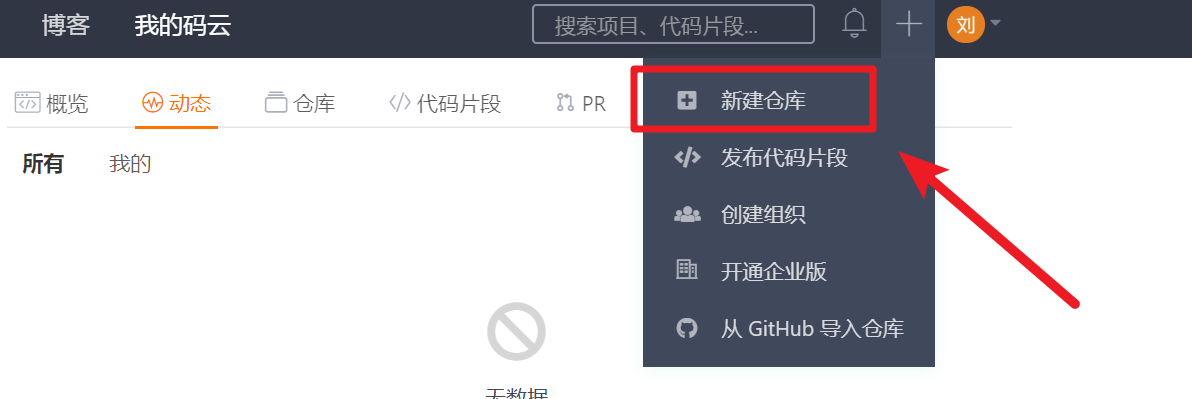 博客 我的码云 搜索项目、代码片段... 刘
概览 动态 仓库 代码片段 PR
所有 我的
新建仓库
发布代码片段
创建组织
开通企业版
从 GitHub 导入仓库
无数据